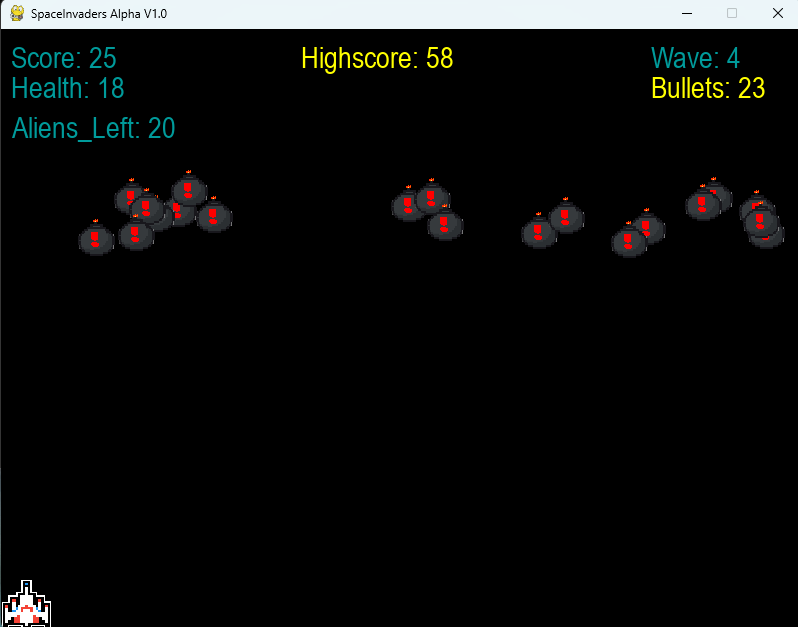 SpaceInvaders Alpha V1.0
Score: 25
Highscore: 58
Wave: 4
Health: 18
Bullets: 23
Aliens_Left: 20